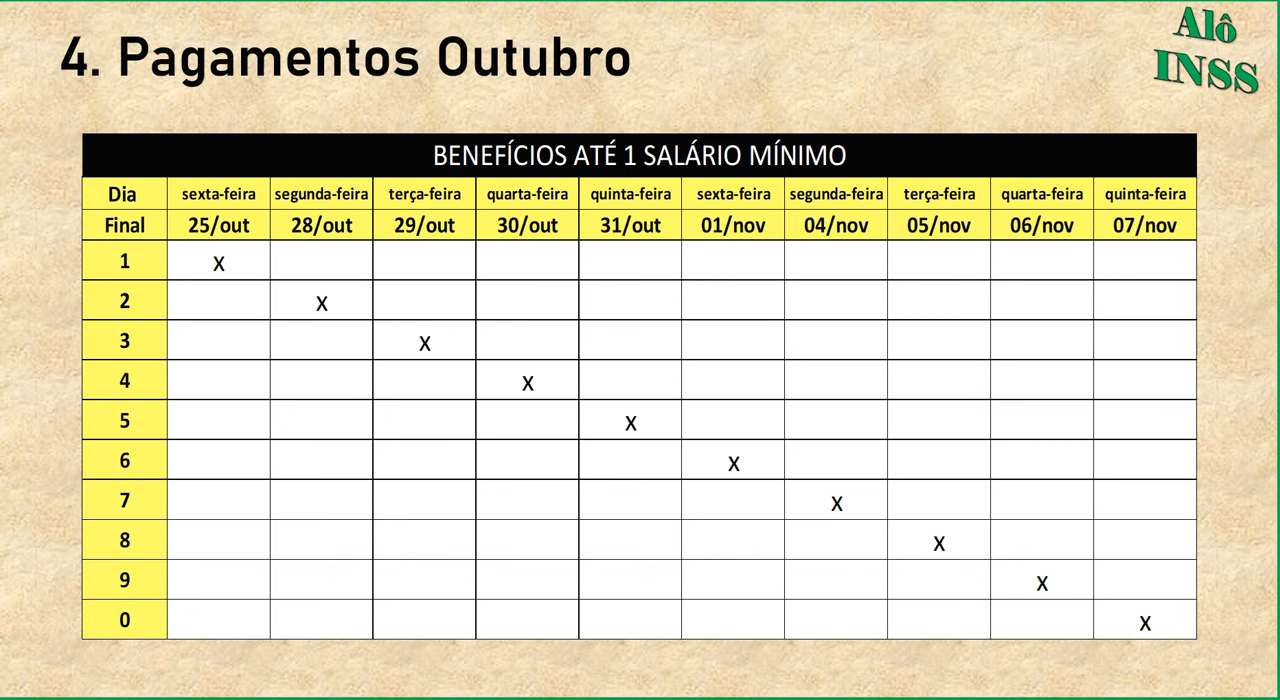 4. Pagamentos Outubro
Alô
INSS
BENEFÍCIOS ATÉ 1 SALÁRIO MÍNIMO
Dia sexta-feira segunda-feira terça-feira quarta-feira quinta-feira sexta-feira segunda-feira terça-feira quarta-feira quinta-feira
Final 25/out 28/out 29/out 30/out 31/out 01/nov 04/nov 05/nov 06/nov 07/nov
1 X
2 X
3 X
4 X
5 X
6 X
7 X
8 X
9 X
0 X